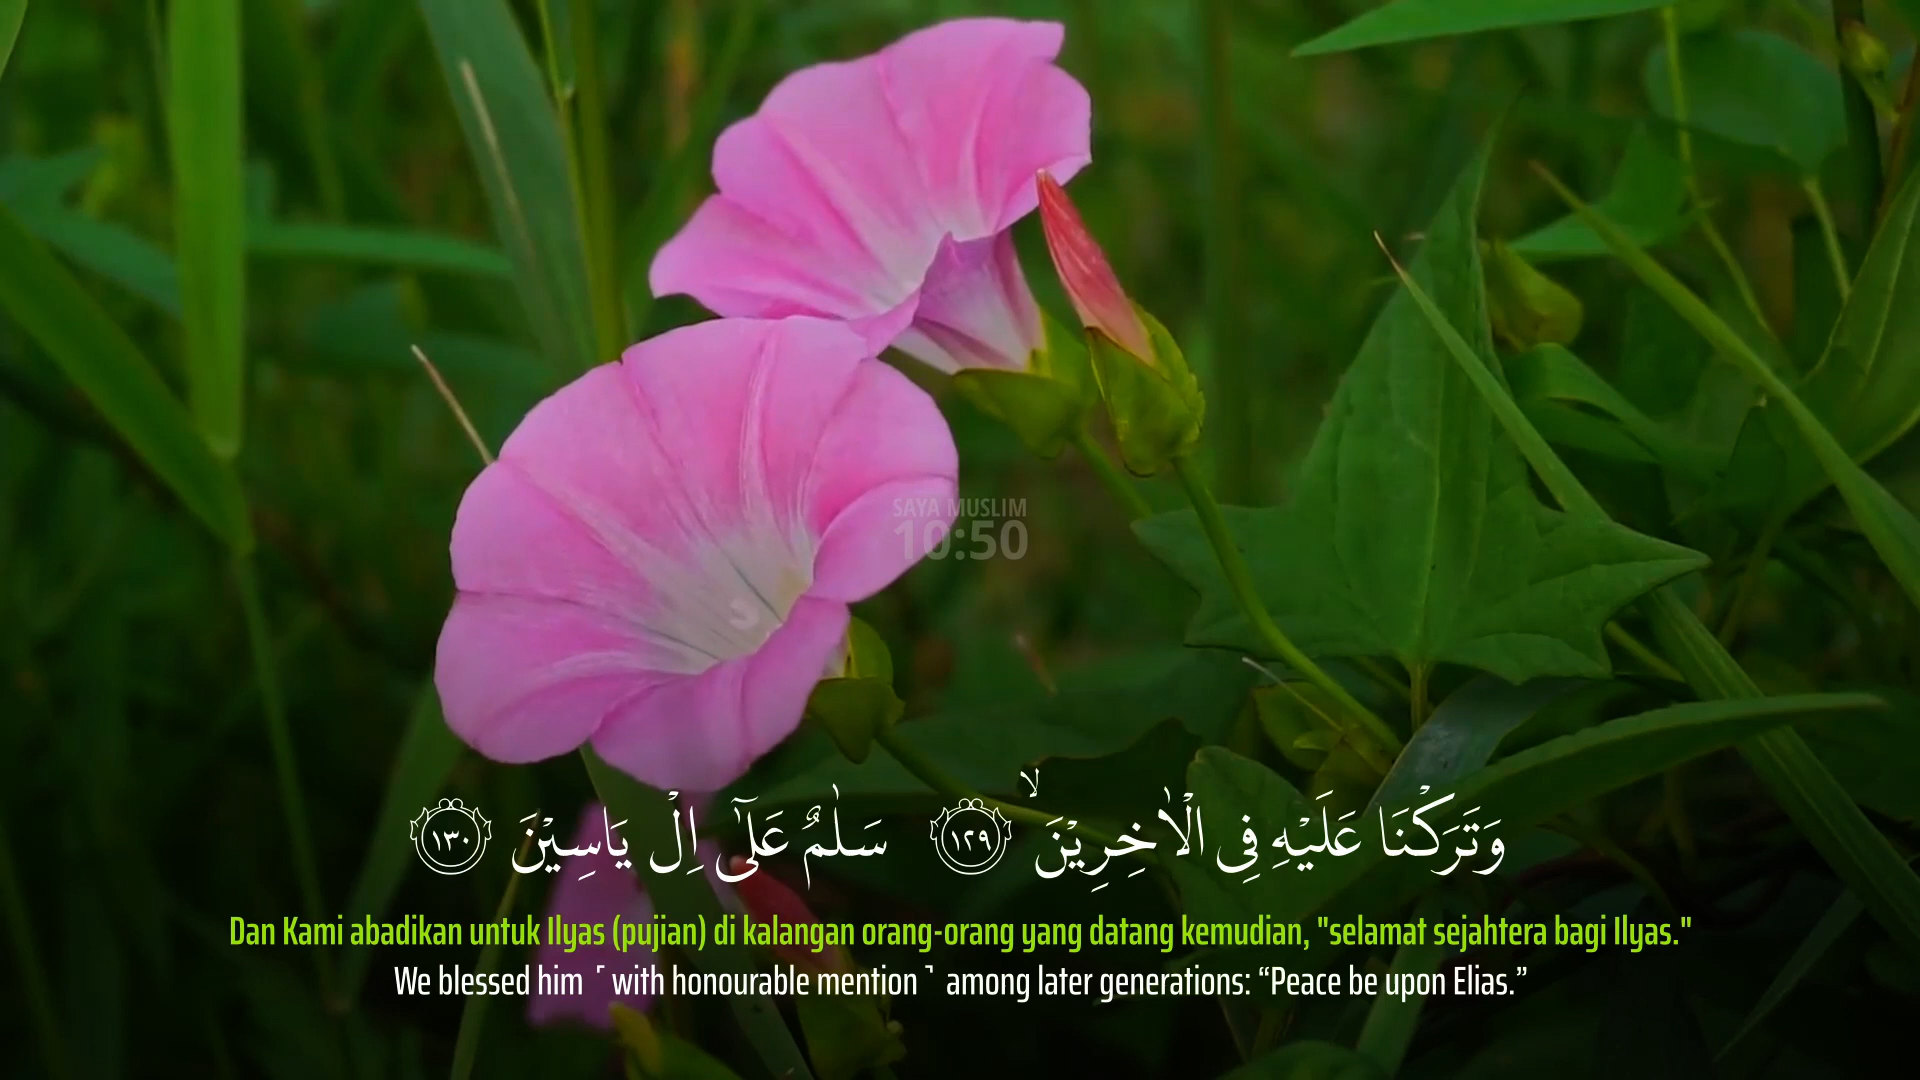 SAYA MUSLIM
10:50
وَتَرَكْنَا عَلَيْهِ فِى الْاٰخِرِيْنَ ۙ ١٢٩ سَلٰمٌ عَلٰٓى اِلْ يَاسِيْنَ ١٣٠
Dan Kami abadikan untuk Ilyas (pujian) di kalangan orang-orang yang datang kemudian, "selamat sejahtera bagi Ilyas."
We blessed him ˹with honourable mention˺ among later generations: “Peace be upon Elias.”